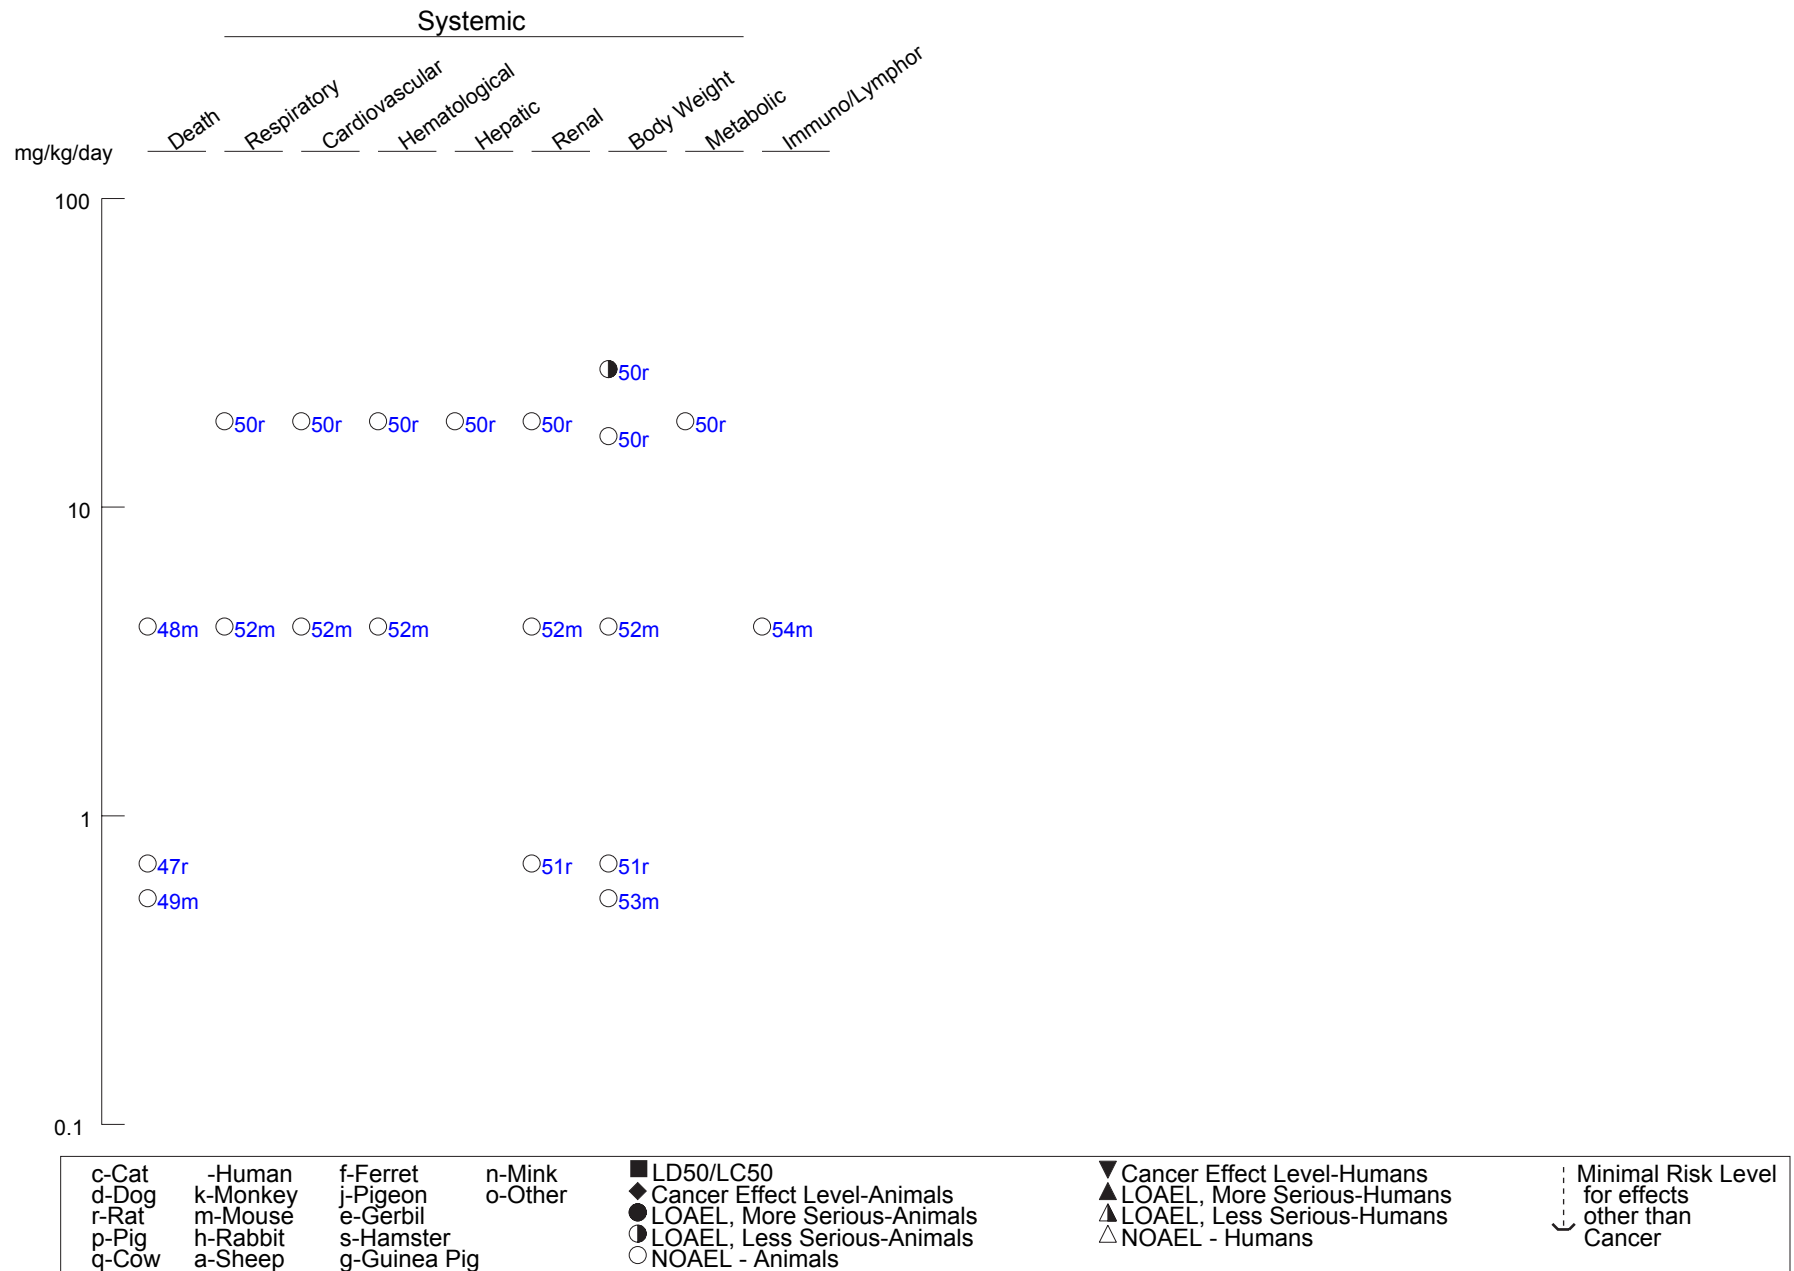 Systemic
Death Respiratory Cardiovascular Hematological Hepatic Renal Body Weight Metabolic Immuno/Lymphor
mg/kg/day
100
50r
50r 50r 50r 50r 50r 50r
50r
10
48m 52m 52m 52m 52m 52m 54m
1
47r 51r 51r
49m 53m
0.1
c-Cat -Human f-Ferret n-Mink LD50/LC50 Cancer Effect Level-Humans Minimal Risk Level
d-Dog k-Monkey j-Pigeon o-Other Cancer Effect Level-Animals LOAEL, More Serious-Humans for effects
r-Rat m-Mouse e-Gerbil LOAEL, More Serious-Animals LOAEL, Less Serious-Humans other than
p-Pig h-Rabbit s-Hamster LOAEL, Less Serious-Animals NOAEL - Humans Cancer
q-Cow a-Sheep g-Guinea Pig NOAEL - Animals